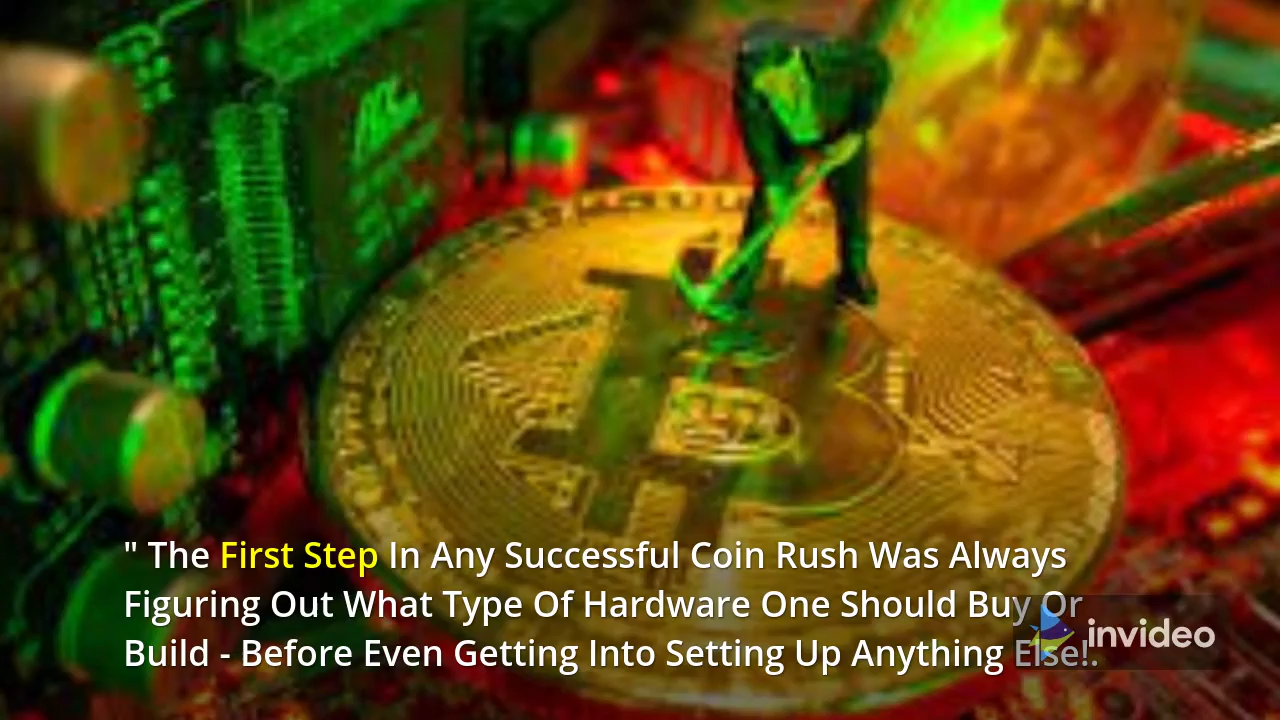 " The First Step In Any Successful Coin Rush Was Always
Figuring Out What Type Of Hardware One Should Buy Or
Build - Before Even Getting Into Setting Up Anything Else!.
invideo